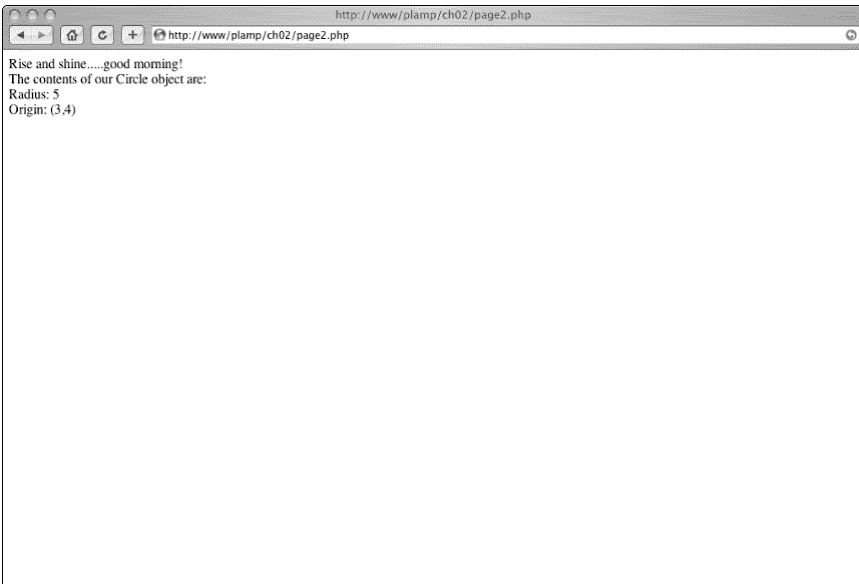 http://www/plamp/ch02/page2.php
http://www/plamp/ch02/page2.php
Rise and shine.....good morning!
The contents of our Circle object are:
Radius: 5
Origin: (3,4)